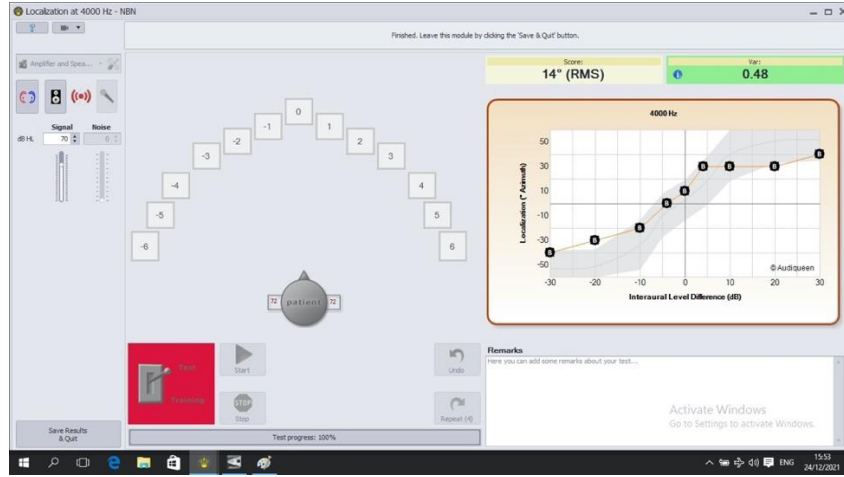 Localization at 4000 Hz - NBN
Finished. Leave this module by clicking the 'Save & Quit' button.
Amplifier and Spea...
Signal Noise
dB HL 70 0
0
-1 1
-2 2
-3 3
-4 4
-5 5
-6 6
72 patient 72
Test
Training
Start
Stop
Undo
Repeat (4)
Save Results
& Quit
Test progress: 100%
Score:
14° (RMS)
Var:
0.48
4000 Hz
Localization (° Azimuth)
50
30
10
-10
-30
-50
B B B B B B B B B
-30 -20 -10 0 10 20 30
Interaural Level Difference (dB)
© Audiqueen
Remarks
Here you can add some remarks about your test...
Activate Windows
Go to Settings to activate Windows.
ENG
15:53
24/12/2021